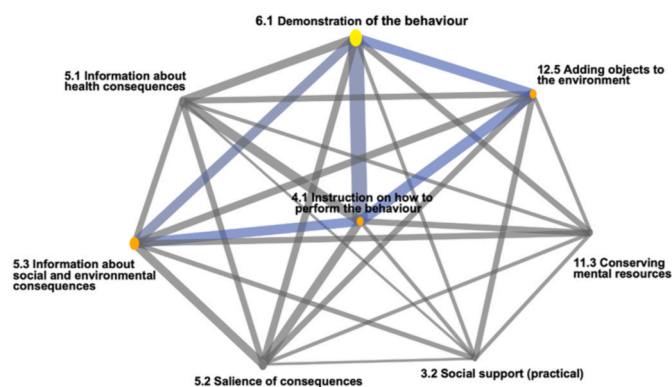 6.1 Demonstration of the behaviour
5.1 Information about
health consequences
12.5 Adding objects to
the environment
4.1 Instruction on how to
perform the behaviour
5.3 Information about
social and environmental
consequences
11.3 Conserving
mental resources
5.2 Salience of consequences
3.2 Social support (practical)